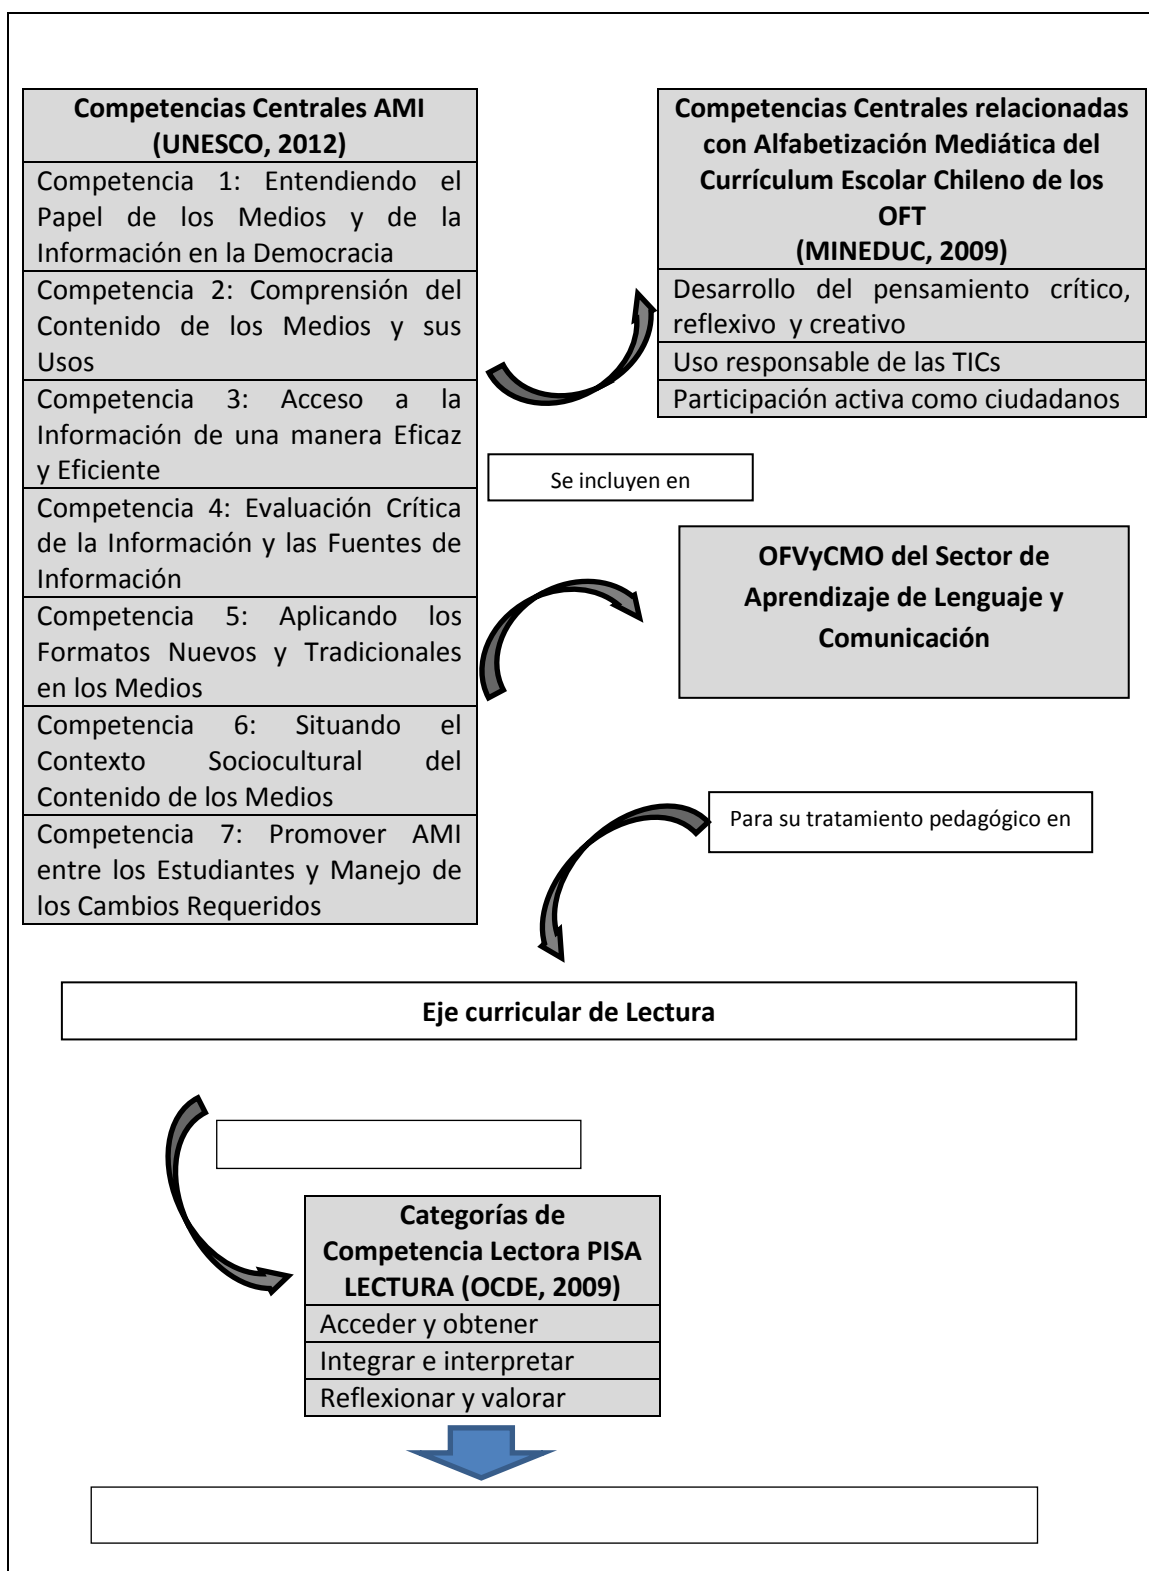 Competencias Centrales AMI
(UNESCO, 2012)
Competencia 1: Entendiendo el
Papel de los Medios y de la
Información en la Democracia
Competencia 2: Comprensión del
Contenido de los Medios y sus
Usos
Competencia 3: Acceso a la
Información de una manera Eficaz
y Eficiente
Competencia 4: Evaluación Crítica
de la Información y las Fuentes de
Información
Competencia 5: Aplicando los
Formatos Nuevos y Tradicionales
en los Medios
Competencia 6: Situando el
Contexto Sociocultural del
Contenido de los Medios
Competencia 7: Promover AMI
entre los Estudiantes y Manejo de
los Cambios Requeridos
Competencias Centrales relacionadas
con Alfabetización Mediática del
Currículum Escolar Chileno de los
OFT
(MINEDUC, 2009)
Desarrollo del pensamiento crítico,
reflexivo y creativo
Uso responsable de las TICs
Participación activa como ciudadanos
Se incluyen en
OFVyCMO del Sector de
Aprendizaje de Lenguaje y
Comunicación
Para su tratamiento pedagógico en
Eje curricular de Lectura
Categorías de
Competencia Lectora PISA
LECTURA (OCDE, 2009)
Acceder y obtener
Integrar e interpretar
Reflexionar y valorar